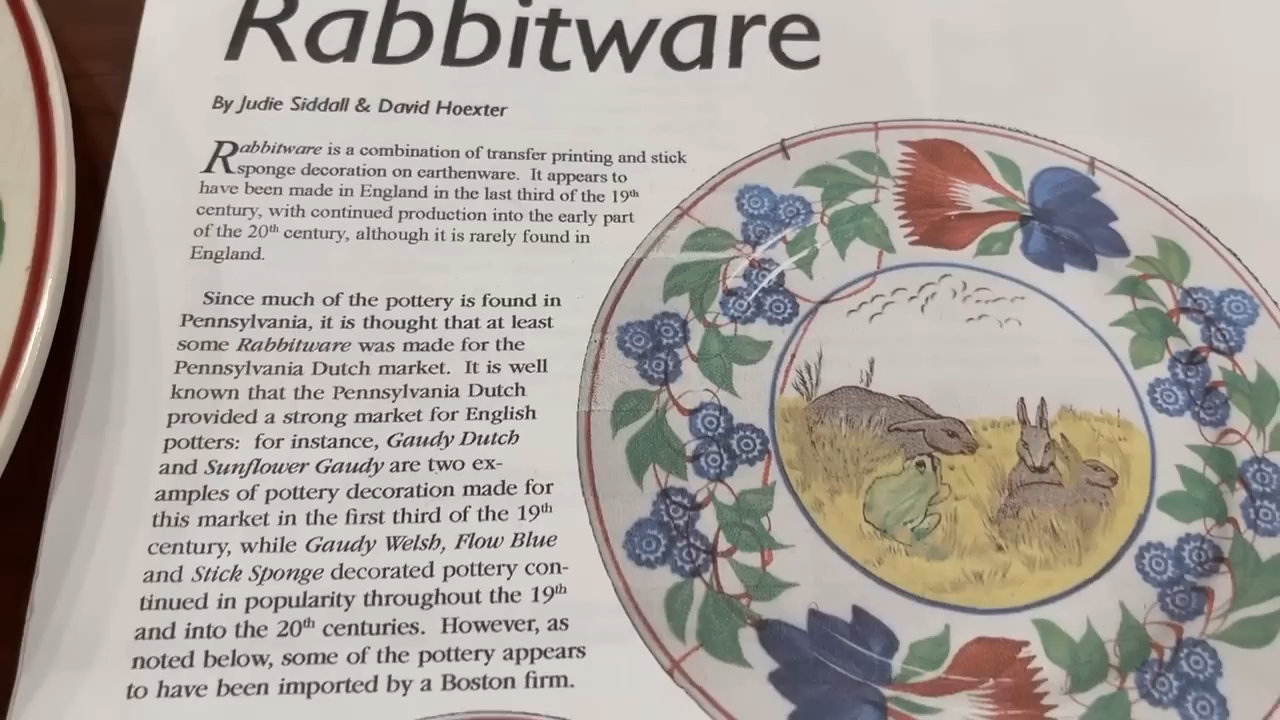 Rabbitware
By Judie Siddall & David Hoexter
Rabbitware is a combination of transfer printing and stick
sponge decoration on earthenware. It appears to
have been made in England in the last third of the 19th
century, with continued production into the early part
of the 20th century, although it is rarely found in
England.
Since much of the pottery is found in
Pennsylvania, it is thought that at least
some Rabbitware was made for the
Pennsylvania Dutch market. It is well
known that the Pennsylvania Dutch
provided a strong market for English
potters: for instance, Gaudy Dutch
and Sunflower Gaudy are two ex-
amples of pottery decoration made for
this market in the first third of the 19th
century, while Gaudy Welsh, Flow Blue
and Stick Sponge decorated pottery con-
tinued in popularity throughout the 19th
and into the 20th centuries. However, as
noted below, some of the pottery appears
to have been imported by a Boston firm.